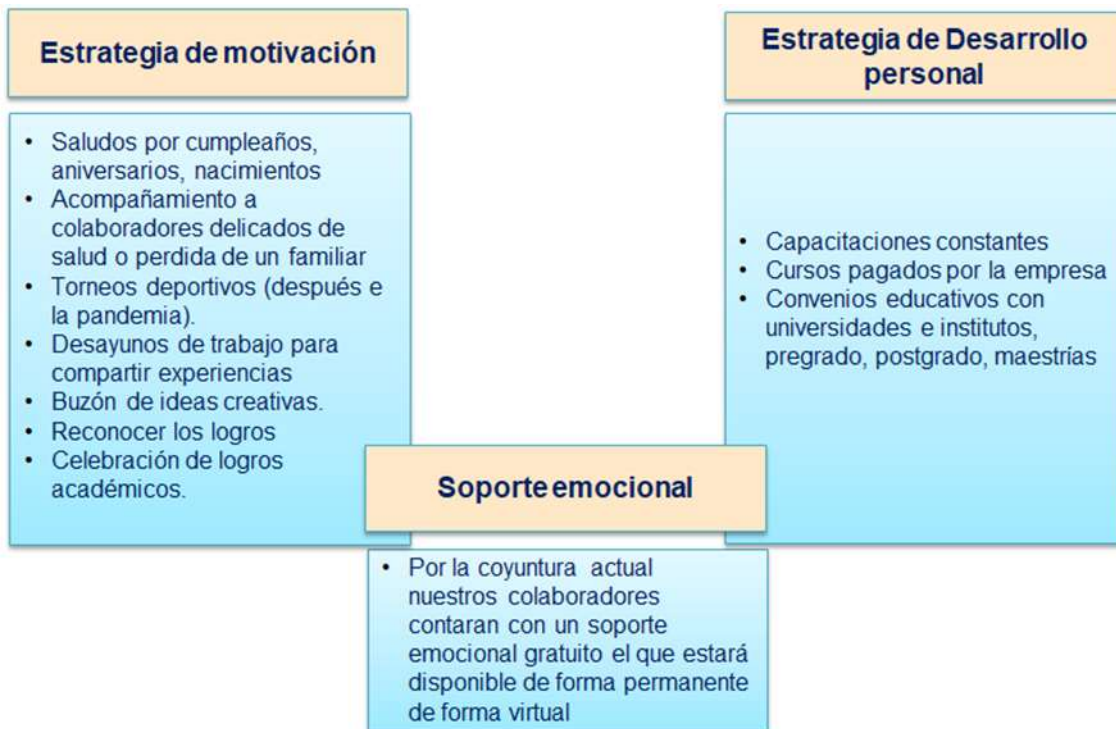 Estrategia de motivación
• Saludos por cumpleaños,
aniversarios, nacimientos
• Acompañamiento a
colaboradores delicados de
salud o perdida de un familiar
• Torneos deportivos (después e
la pandemia).
• Desayunos de trabajo para
compartir experiencias
• Buzón de ideas creativas.
• Reconocer los logros
• Celebración de logros
académicos.
Estrategia de Desarrollo
personal
• Capacitaciones constantes
• Cursos pagados por la empresa
• Convenios educativos con
universidades e institutos,
pregrado, postgrado, maestrías
Soporte emocional
• Por la coyuntura actual
nuestros colaboradores
contaran con un soporte
emocional gratuito el que estará
disponible de forma permanente
de forma virtual